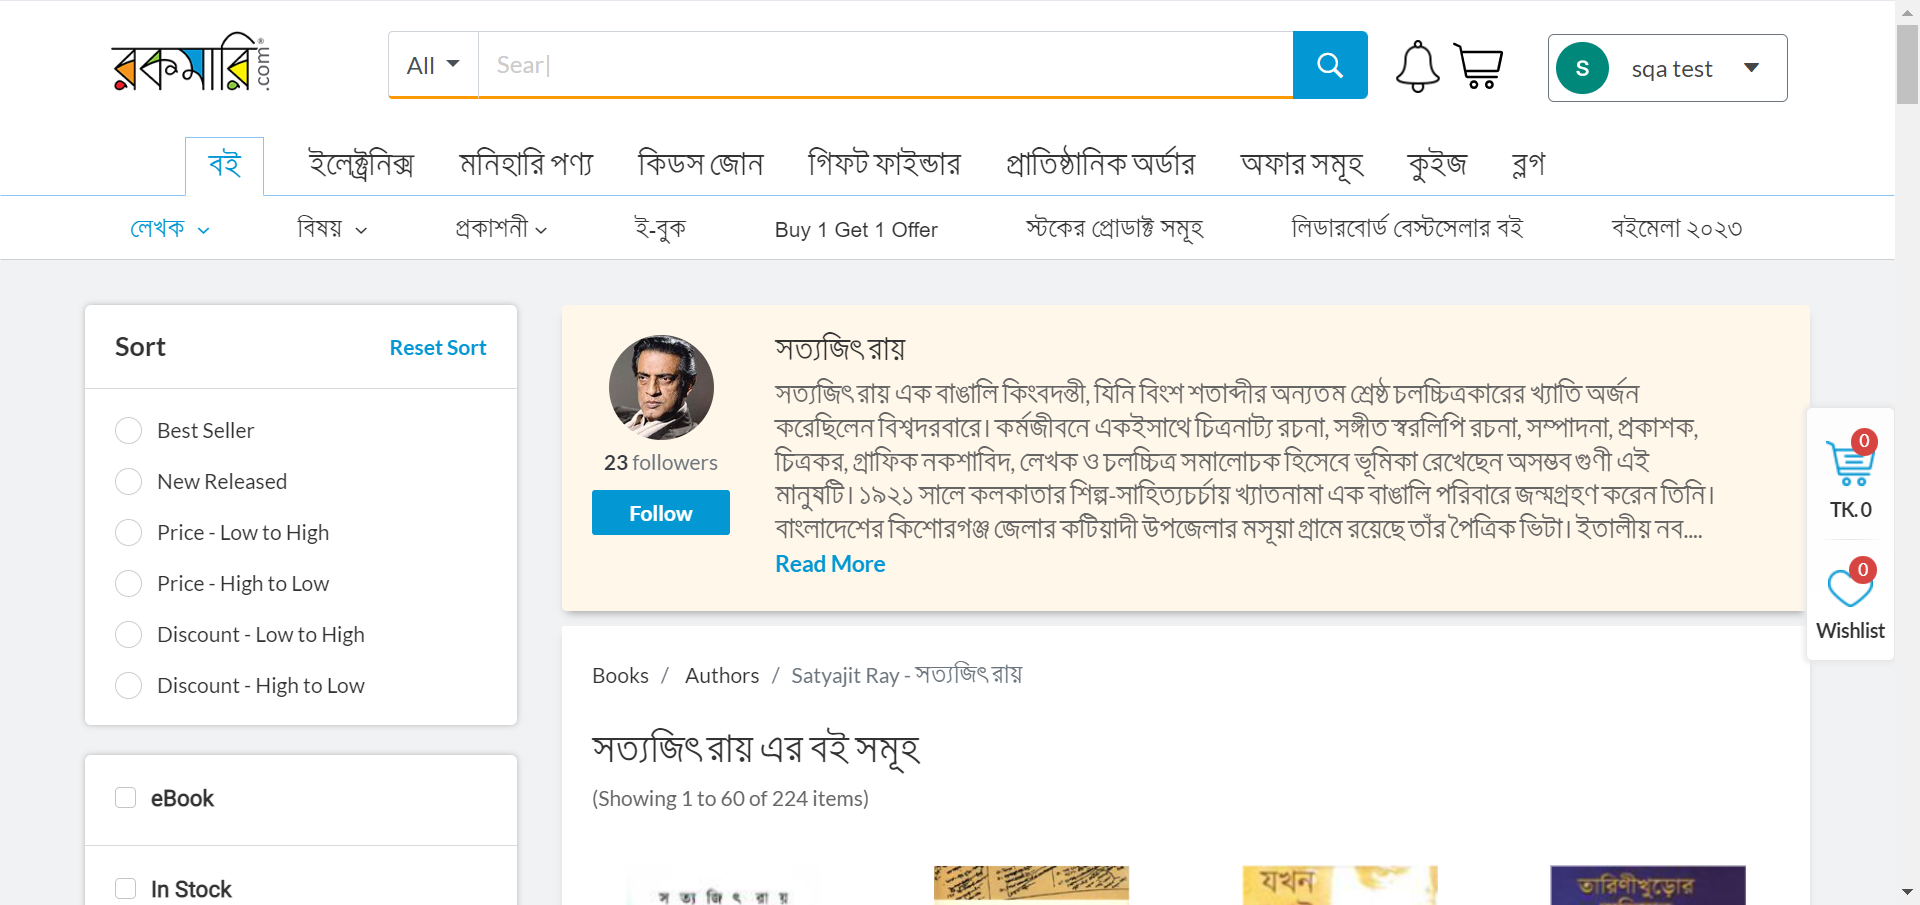 রকমারি.com
All
Sear
S
sqa test
বই
ইলেক্ট্রনিক্স
মনিহারি পণ্য
কিডস জোন
গিফট ফাইন্ডার
প্রাতিষ্ঠানিক অর্ডার
অফার সমূহ
কুইজ
ব্লগ
লেখক
বিষয়
প্রকাশনী
ই-বুক
Buy 1 Get 1 Offer
স্টকের প্রোডাক্ট সমূহ
লিডারবোর্ড বেস্টসেলার বই
বইমেলা ২০২৩
Sort
Reset Sort
Best Seller
New Released
Price - Low to High
Price - High to Low
Discount - Low to High
Discount - High to Low
eBook
In Stock
23 followers
Follow
সত্যজিৎ রায়
সত্যজিৎ রায় এক বাঙালি কিংবদন্তী, যিনি বিংশ শতাব্দীর অন্যতম শ্রেষ্ঠ চলচ্চিত্রকারের খ্যাতি অর্জন
করেছিলেন বিশ্বদরবারে। কর্মজীবনে একইসাথে চিত্রনাট্য রচনা, সঙ্গীত স্বরলিপি রচনা, সম্পাদনা, প্রকাশক,
চিত্রকর, গ্রাফিক নকশাবিদ, লেখক ও চলচ্চিত্র সমালোচক হিসেবে ভূমিকা রেখেছেন অসম্ভব গুণী এই
মানুষটি। ১৯২১ সালে কলকাতার শিল্প-সাহিত্যচর্চায় খ্যাতনামা এক বাঙালি পরিবারে জন্মগ্রহণ করেন তিনি।
বাংলাদেশের কিশোরগঞ্জ জেলার কটিয়াদী উপজেলার মসূয়া গ্রামে রয়েছে তাঁর পৈত্রিক ভিটা। ইতালীয় নব....
Read More
0
TK. 0
0
Wishlist
Books / Authors / Satyajit Ray - সত্যজিৎ রায়
সত্যজিৎ রায় এর বই সমূহ
(Showing 1 to 60 of 224 items)
সত্যজিৎ রায়
যখন
তারিণীখুড়োর